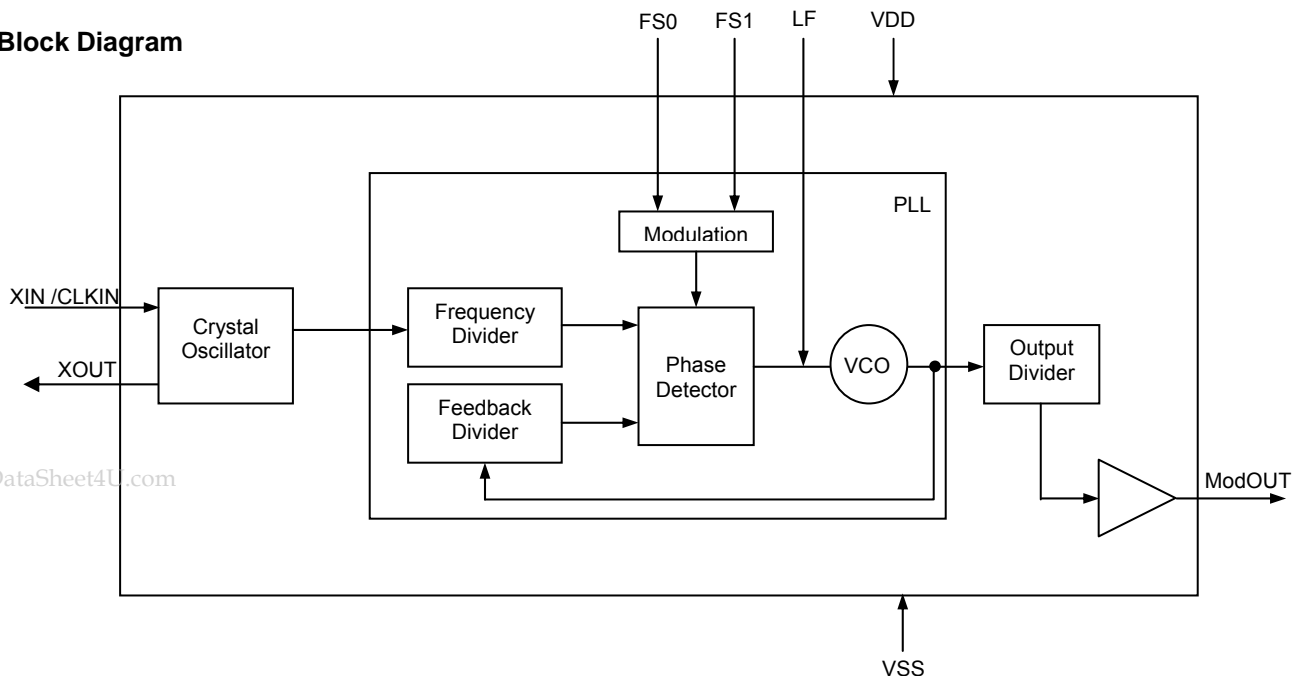 Block Diagram
FS0
FS1
LF
VDD
PLL
Modulation
XIN /CLKIN
Crystal
Oscillator
Frequency
Divider
Phase
Detector
VCO
Output
Divider
XOUT
Feedback
Divider
DataSheet4U.com
ModOUT
VSS